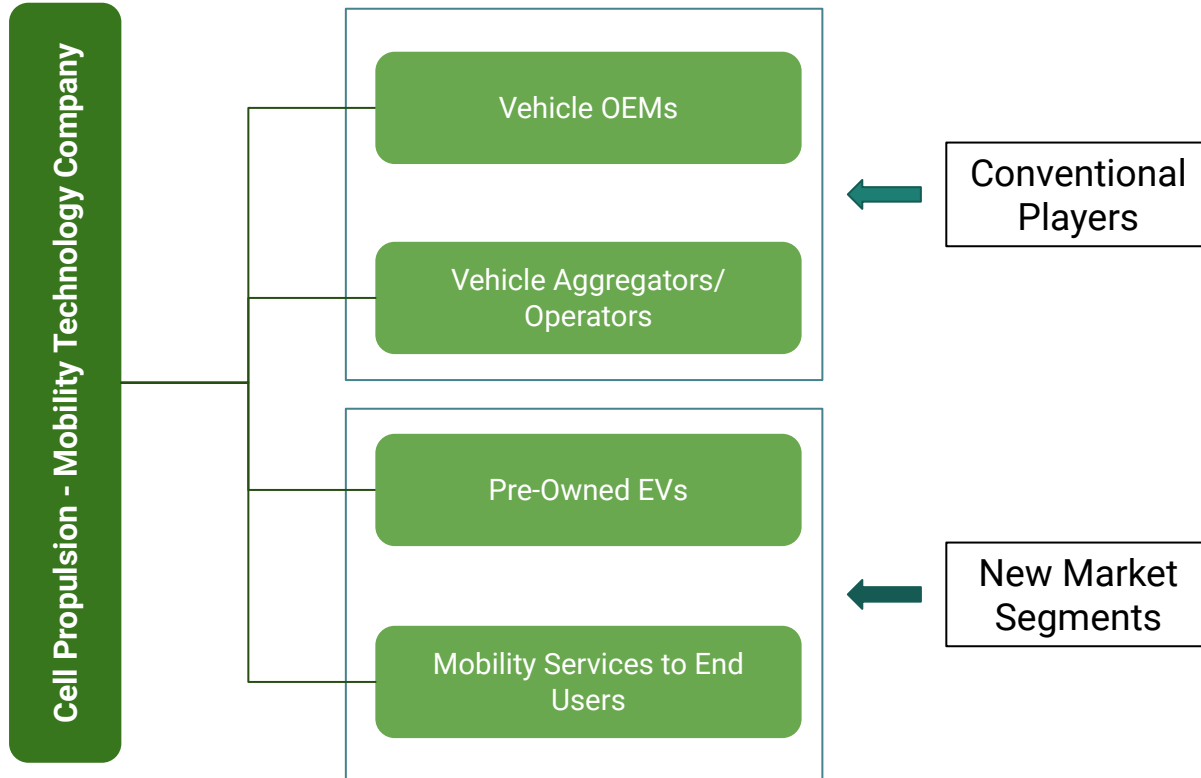 Cell Propulsion - Mobility Technology Company
Vehicle OEMs
Vehicle Aggregators/
Operators
Conventional
Players
Pre-Owned EVs
Mobility Services to End
Users
New Market
Segments